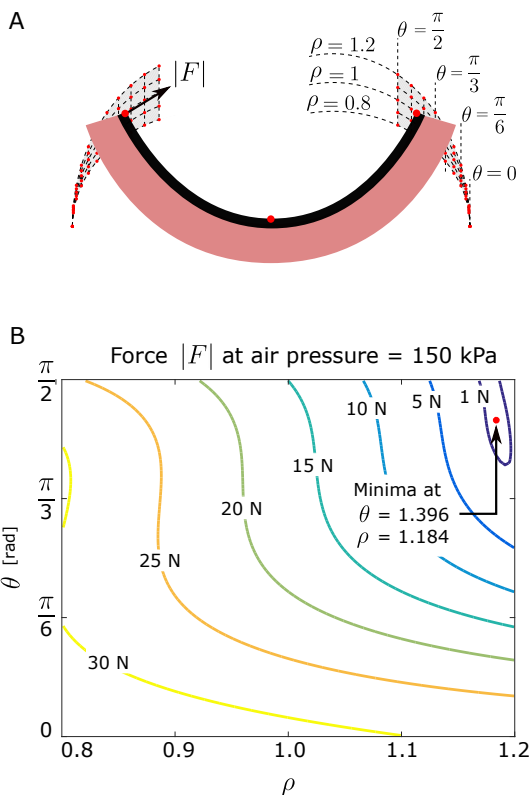 A
|F|
ρ = 1.2
ρ = 1
ρ = 0.8
θ = π/2
θ = π/3
θ = π/6
θ = 0
B
Force |F| at air pressure = 150 kPa
π/2
π/3
π/6
0
θ [rad]
1 N
5 N
10 N
15 N
20 N
25 N
30 N
Minima at
θ = 1.396
ρ = 1.184
0.8 0.9 1.0 1.1 1.2
ρ